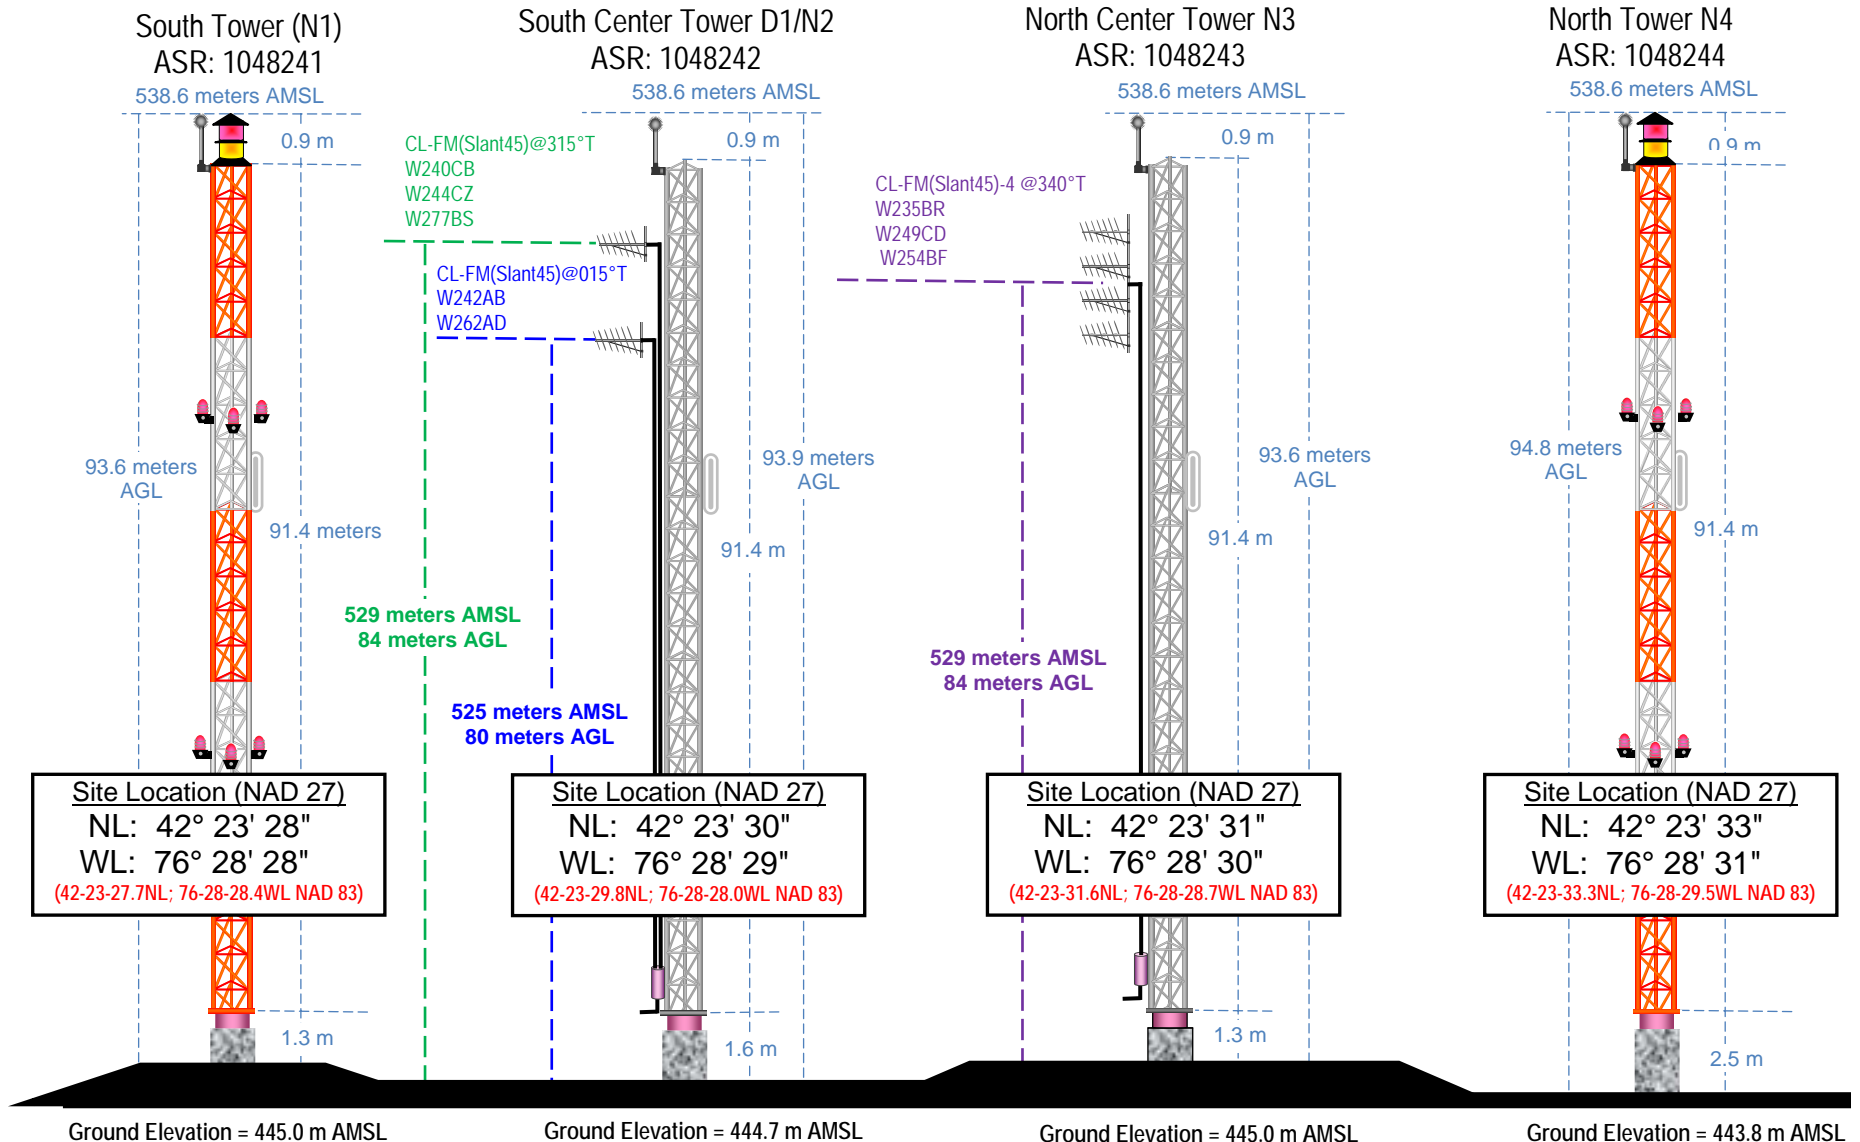 South Tower (N1)
ASR: 1048241
538.6 meters AMSL
0.9 m
93.6 meters
AGL
91.4 meters
Site Location (NAD 27)
NL: 42° 23' 28"
WL: 76° 28' 28"
(42-23-27.7NL; 76-28-28.4WL NAD 83)
1.3 m
Ground Elevation = 445.0 m AMSL
South Center Tower D1/N2
ASR: 1048242
538.6 meters AMSL
0.9 m
CL-FM(Slant45)@315°T
W240CB
W244CZ
W277BS
CL-FM(Slant45)@015°T
W242AB
W262AD
93.9 meters
AGL
91.4 m
529 meters AMSL
84 meters AGL
525 meters AMSL
80 meters AGL
Site Location (NAD 27)
NL: 42° 23' 30"
WL: 76° 28' 29"
(42-23-29.8NL; 76-28-28.0WL NAD 83)
1.6 m
Ground Elevation = 444.7 m AMSL
North Center Tower N3
ASR: 1048243
538.6 meters AMSL
0.9 m
CL-FM(Slant45)-4 @340°T
W235BR
W249CD
W254BF
93.6 meters
AGL
91.4 m
529 meters AMSL
84 meters AGL
Site Location (NAD 27)
NL: 42° 23' 31"
WL: 76° 28' 30"
(42-23-31.6NL; 76-28-28.7WL NAD 83)
1.3 m
Ground Elevation = 445.0 m AMSL
North Tower N4
ASR: 1048244
538.6 meters AMSL
0.9 m
94.8 meters
AGL
91.4 m
Site Location (NAD 27)
NL: 42° 23' 33"
WL: 76° 28' 31"
(42-23-33.3NL; 76-28-29.5WL NAD 83)
2.5 m
Ground Elevation = 443.8 m AMSL